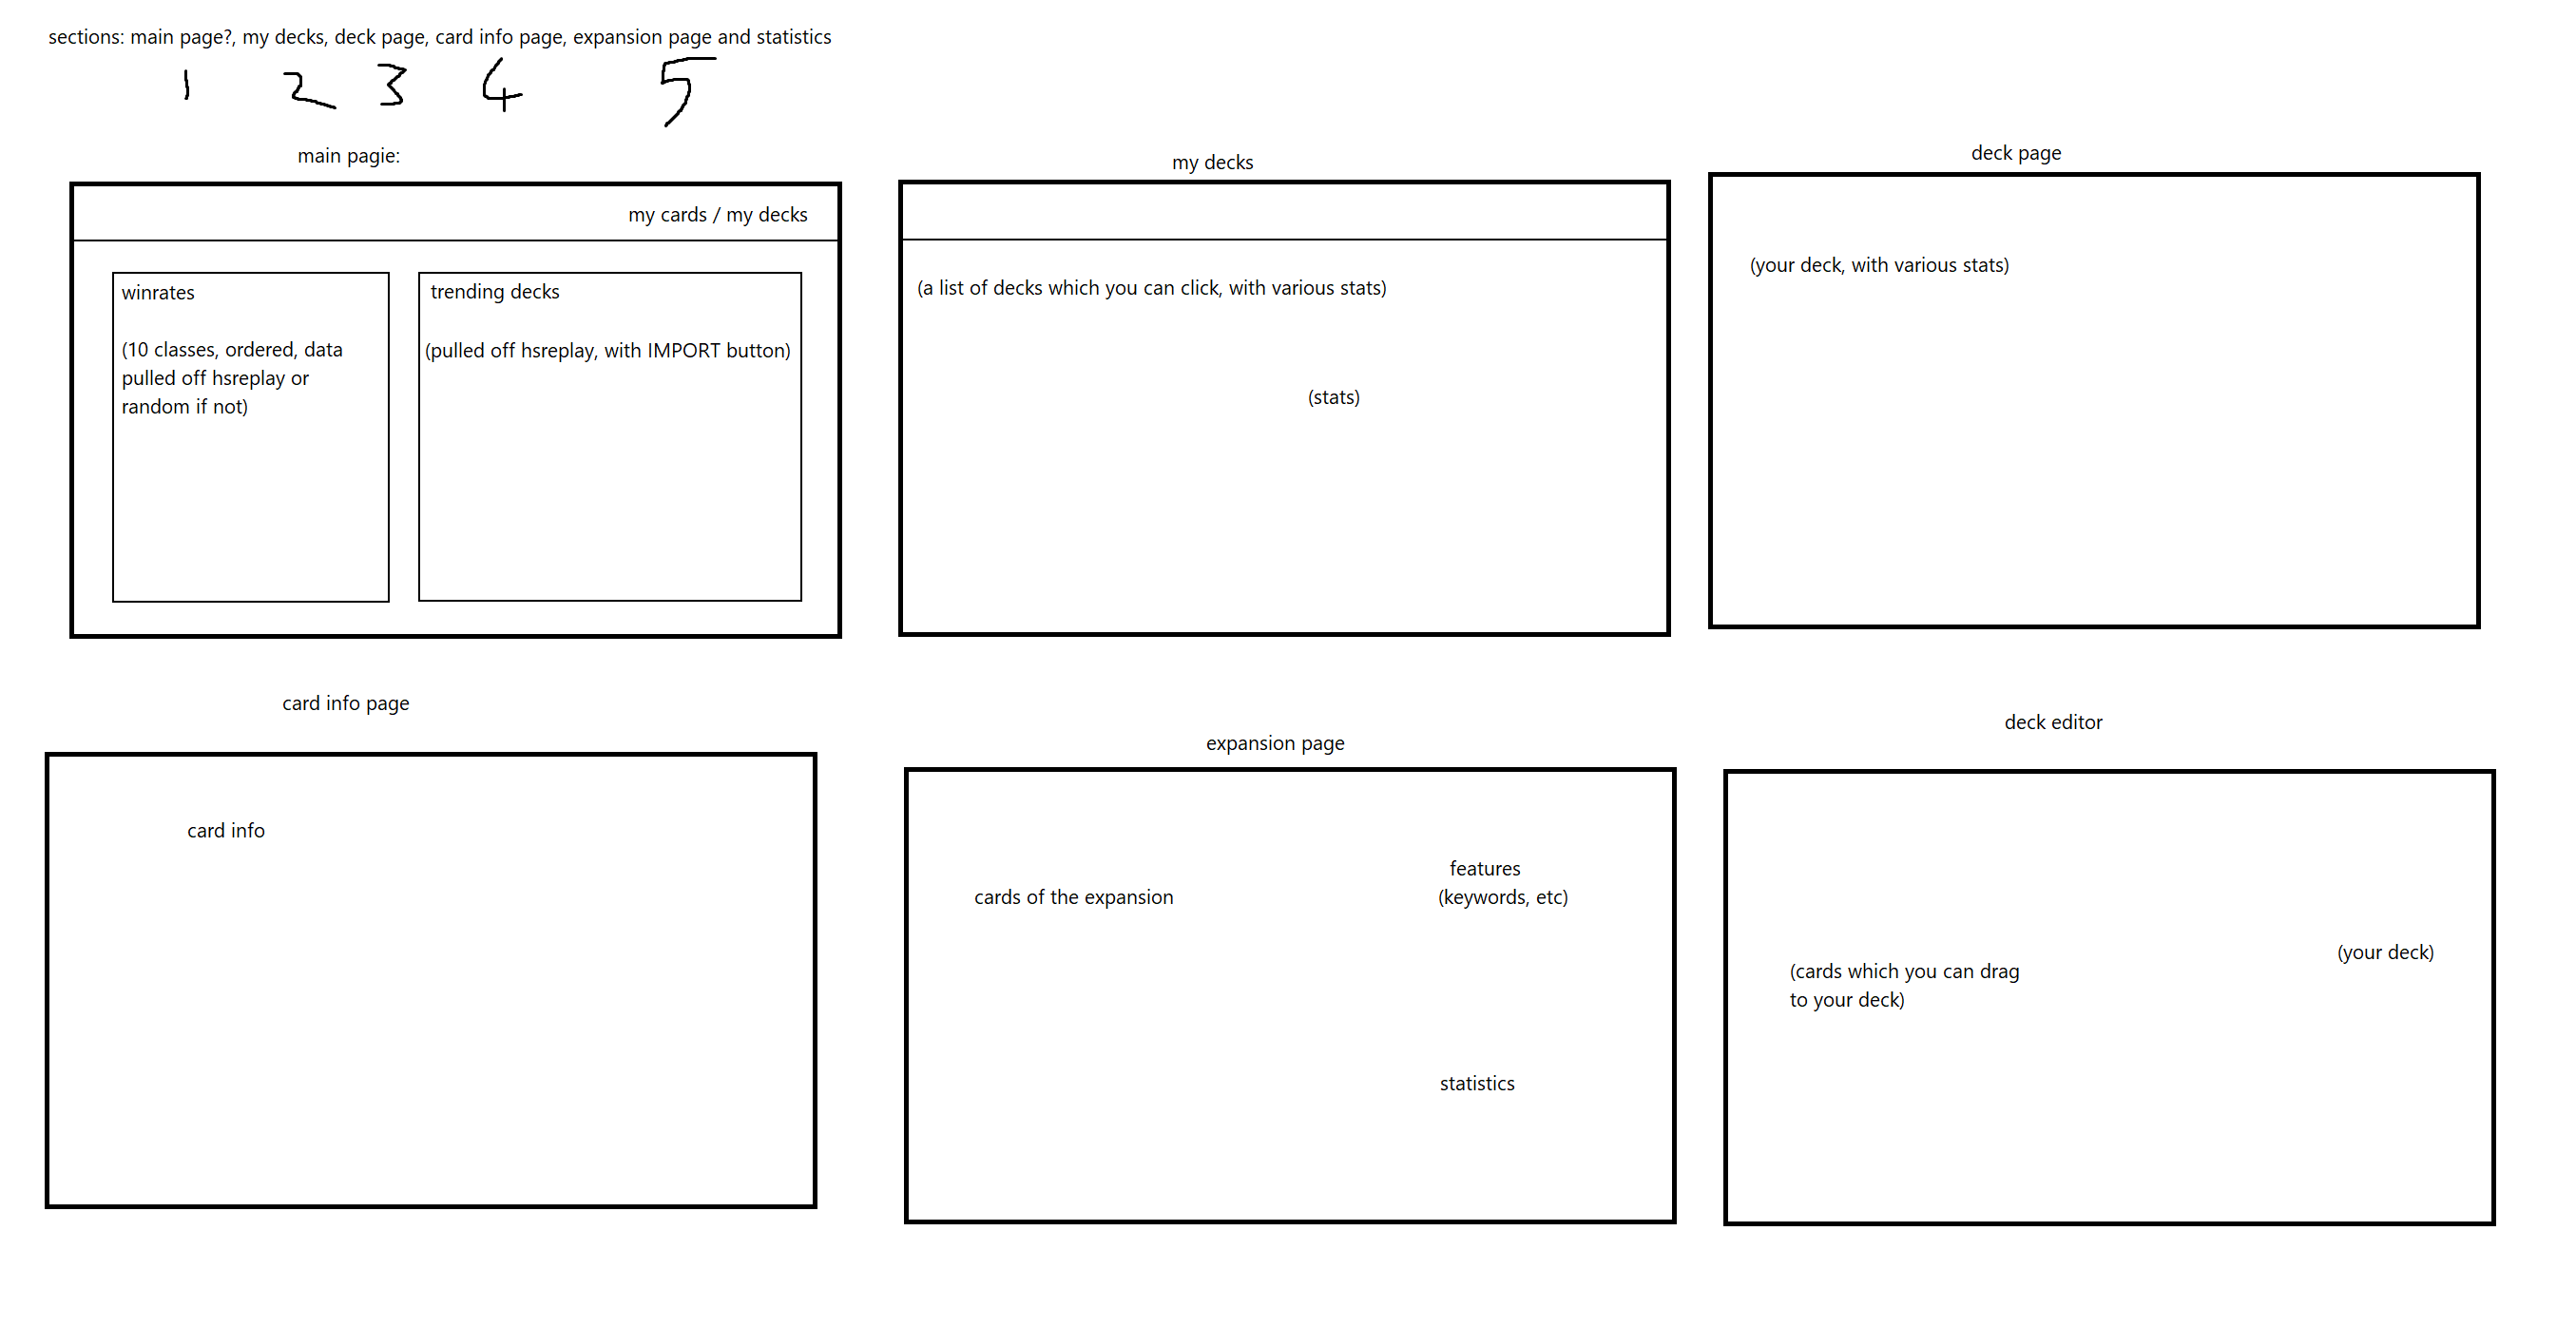 sections: main page?, my decks, deck page, card info page, expansion page and statistics
1 2 3 4 5
main pagie:
my cards / my decks
winrates
(10 classes, ordered, data
pulled off hsreplay or
random if not)
trending decks
(pulled off hsreplay, with IMPORT button)
my decks
(a list of decks which you can click, with various stats)
(stats)
deck page
(your deck, with various stats)
card info page
card info
expansion page
cards of the expansion
features
(keywords, etc)
statistics
deck editor
(cards which you can drag
to your deck)
(your deck)